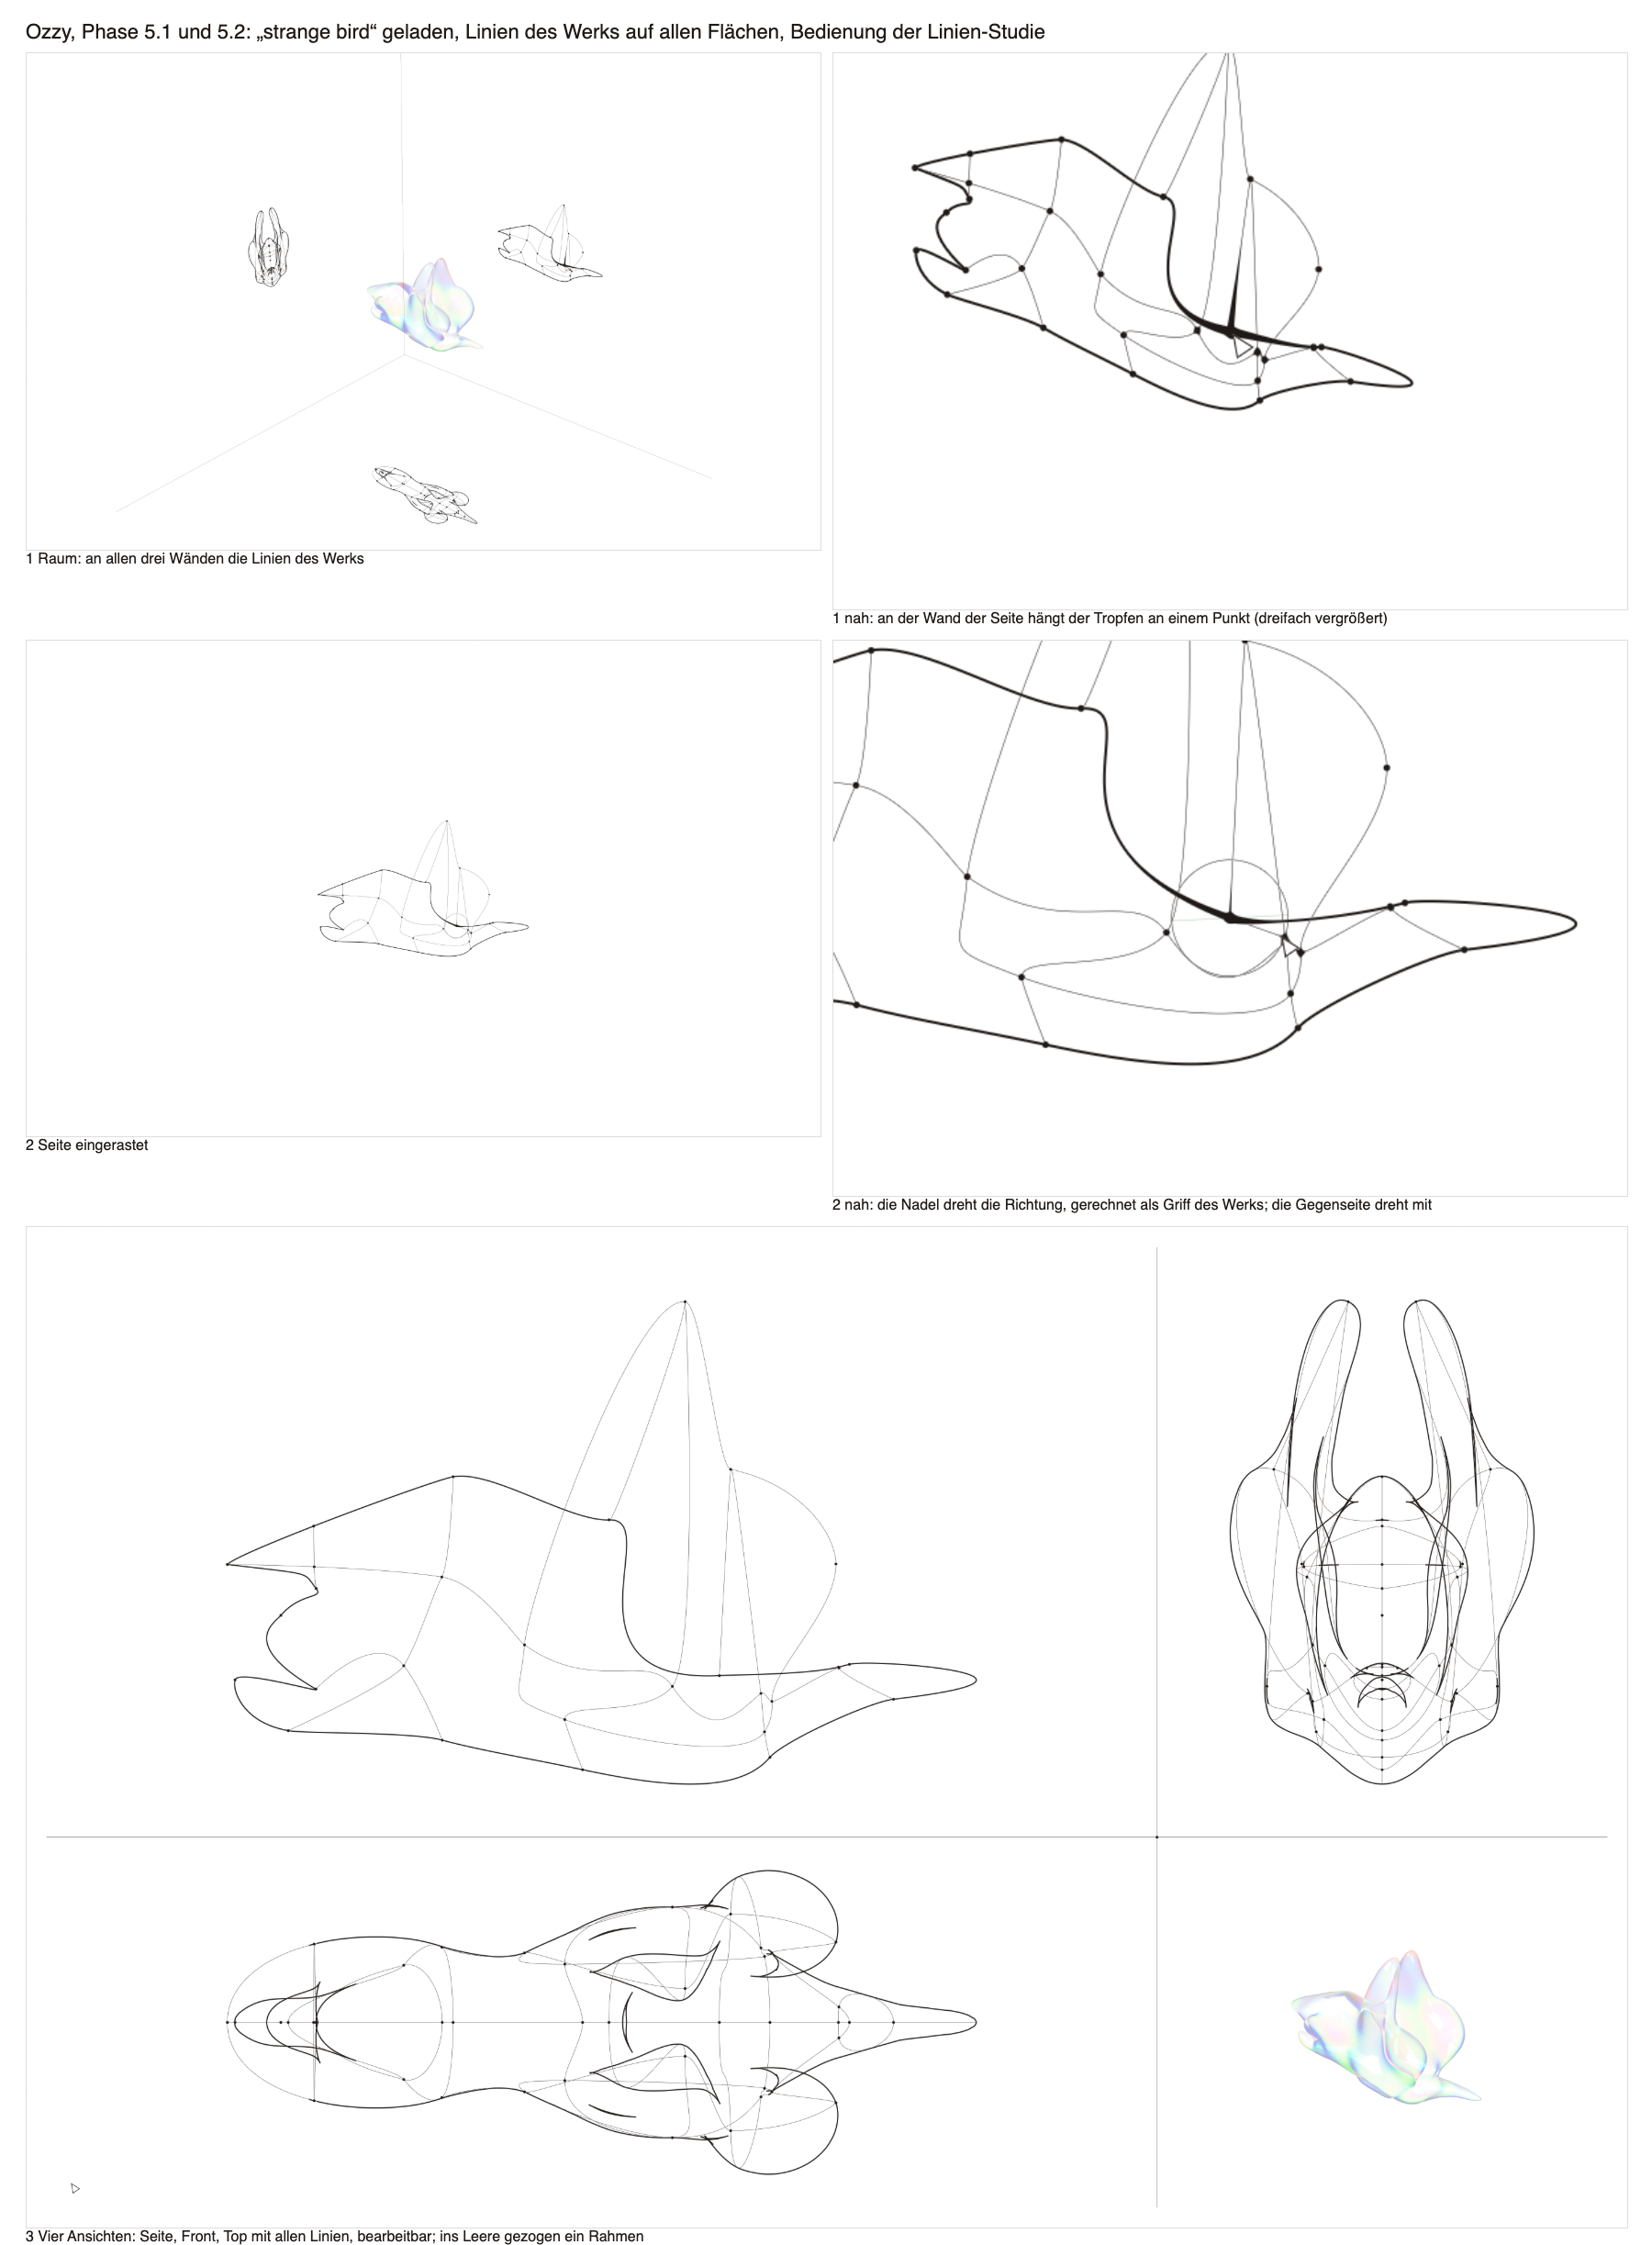 Ozzy, Phase 5.1 und 5.2: „strange bird“ geladen, Linien des Werks auf allen Flächen, Bedienung der Linien-Studie
1 Raum: an allen drei Wänden die Linien des Werks
1 nah: an der Wand der Seite hängt der Tropfen an einem Punkt (dreifach vergrößert)
2 Seite eingerastet
2 nah: die Nadel dreht die Richtung, gerechnet als Griff des Werks; die Gegenseite dreht mit
3 Vier Ansichten: Seite, Front, Top mit allen Linien, bearbeitbar; ins Leere gezogen ein Rahmen